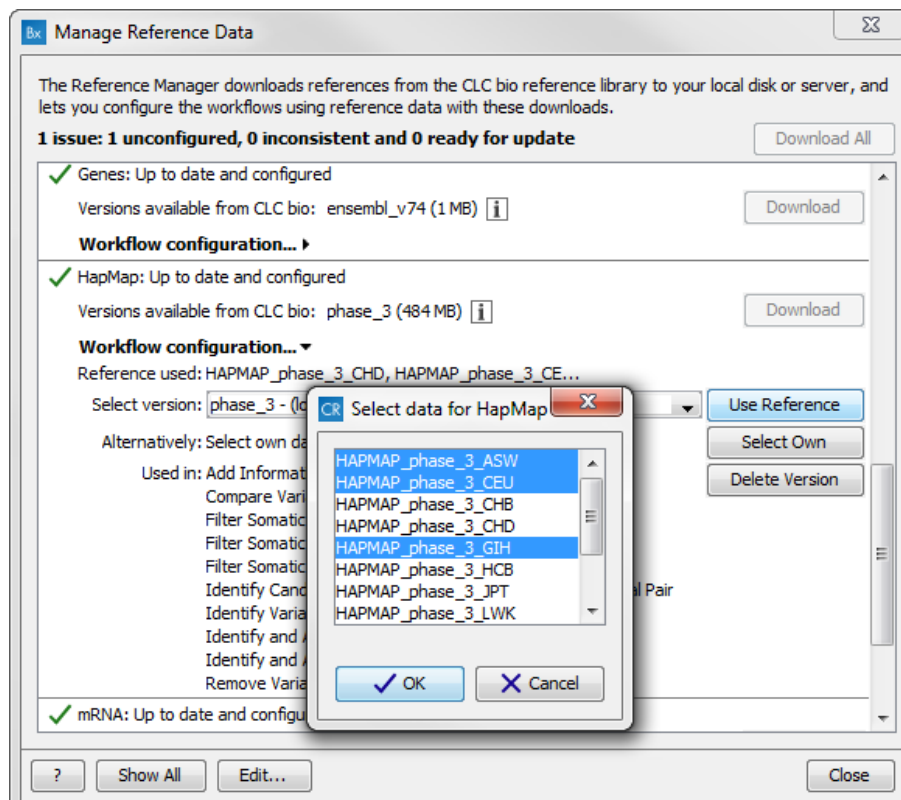 Bx Manage Reference Data
The Reference Manager downloads references from the CLC bio reference library to your local disk or server, and
lets you configure the workflows using reference data with these downloads.
1 issue: 1 unconfigured, 0 inconsistent and 0 ready for update
Download All
Genes: Up to date and configured
Versions available from CLC bio: ensembl_v74 (1 MB) i
Download
Workflow configuration...
HapMap: Up to date and configured
Versions available from CLC bio: phase_3 (484 MB) i
Download
Workflow configuration...
Reference used: HAPMAP_phase_3_CHD, HAPMAP_phase_3_CE...
Select version: phase_3 - (lo
Use Reference
Alternatively: Select own da
Select Own
Used in: Add Informat
Delete Version
Compare Varia
Filter Somatic
Filter Somatic
Filter Somatic
Identify Cand
al Pair
Identify Varia
Identify and A
Identify and A
Remove Varia
mRNA: Up to date and configu
CR Select data for HapMap
HAPMAP_phase_3_ASW
HAPMAP_phase_3_CEU
HAPMAP_phase_3_CHB
HAPMAP_phase_3_CHD
HAPMAP_phase_3_GIH
HAPMAP_phase_3_HCB
HAPMAP_phase_3_JPT
HAPMAP_phase_3_LWK
OK
Cancel
?
Show All
Edit...
Close